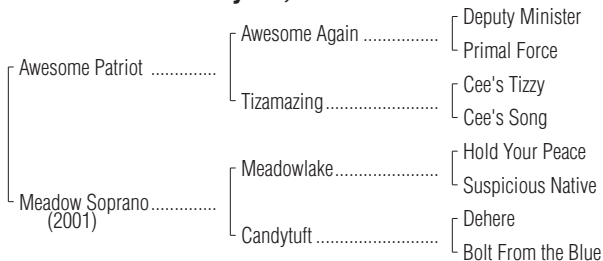 Deputy Minister
Awesome Again ................
Primal Force
Awesome Patriot ..............
Cee's Tizzy
Tizamazing........................
Cee's Song
Hold Your Peace
Meadowlake......................
Suspicious Native
Meadow Soprano..............
(2001)
Dehere
Candytuft ..........................
Bolt From the Blue